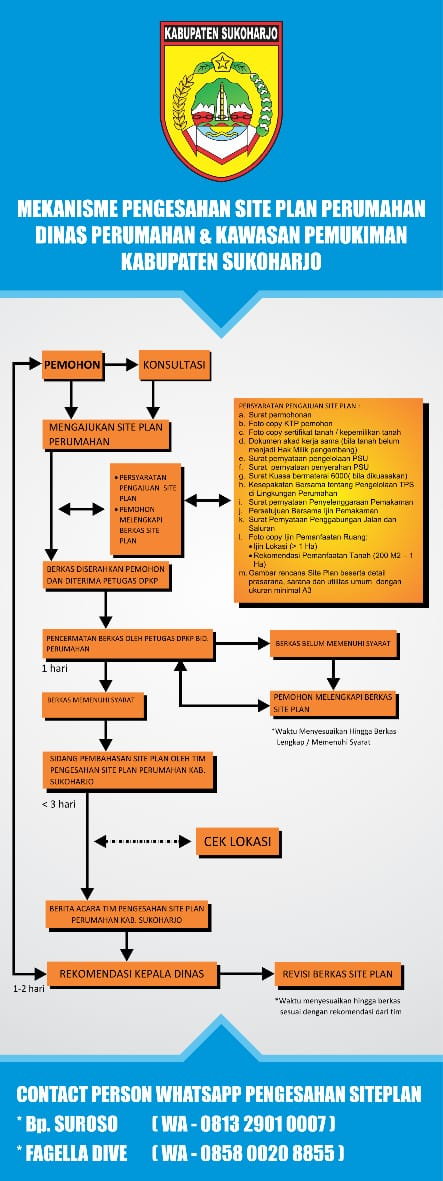 KABUPATEN SUKOHARJO
MEKANISME PENGESAHAN SITE PLAN PERUMAHAN
DINAS PERUMAHAN & KAWASAN PEMUKIMAN
KABUPATEN SUKOHARJO
PEMOHON
KONSULTASI
MENGAJUKAN SITE PLAN
PERUMAHAN
• PERSYARATAN
PENGAJUAN SITE
PLAN
• PEMOHON
MELENGKAPI
BERKAS SITE
PLAN
PERSYARATAN PENGAJUAN SITE PLAN :
a. Surat permohonan
b. Foto copy KTP pemohon
c. Foto copy sertifikat tanah / kepemilikan tanah
d. Dokumen akad kerja sama (bila tanah belum
menjadi Hak Milik pengembang)
e. Surat pernyataan pengelolaan PSU
f. Surat pernyataan penyerahan PSU
g. Surat Kuasa bermaterai 6000( bila dikuasakan)
h. Kesepakatan Bersama tentang Pengelolaan TPS
di Lingkungan Perumahan
i. Surat pernyataan Penyelenggaraan Pemakaman
j. Persetujuan Bersama Ijin Pemakaman
k. Surat Pernyataan Penggabungan Jalan dan
Saluran
l. Foto copy Ijin Pemanfaatan Ruang:
• Ijin Lokasi (> 1 Ha)
• Rekomendasi Pemanfaatan Tanah (200 M2 – 1
Ha)
m. Gambar rencana Site Plan beserta detail
prasarana, sarana dan utilitas umum dengan
ukuran minimal A3
BERKAS DISERAHKAN PEMOHON
DAN DITERIMA PETUGAS DPKP
PENCERMATAN BERKAS OLEH PETUGAS DPKP BID.
PERUMAHAN
1 hari
BERKAS BELUM MEMENUHI SYARAT
BERKAS MEMENUHI SYARAT
PEMOHON MELENGKAPI BERKAS
SITE PLAN
*Waktu Menyesuaikan Hingga Berkas
Lengkap / Memenuhi Syarat
SIDANG PEMBAHASAN SITE PLAN OLEH TIM
PENGESAHAN SITE PLAN PERUMAHAN KAB.
SUKOHARJO
< 3 hari
CEK LOKASI
BERITA ACARA TIM PENGESAHAN SITE PLAN
PERUMAHAN KAB. SUKOHARJO
REKOMENDASI KEPALA DINAS
REVISI BERKAS SITE PLAN
1-2 hari
*Waktu menyesuaikan hingga berkas
sesuai dengan rekomendasi dari tim
CONTACT PERSON WHATSAPP PENGESAHAN SITEPLAN
* Bp. SUROSO ( WA - 0813 2901 0007 )
* FAGELLA DIVE ( WA - 0858 0020 8855 )